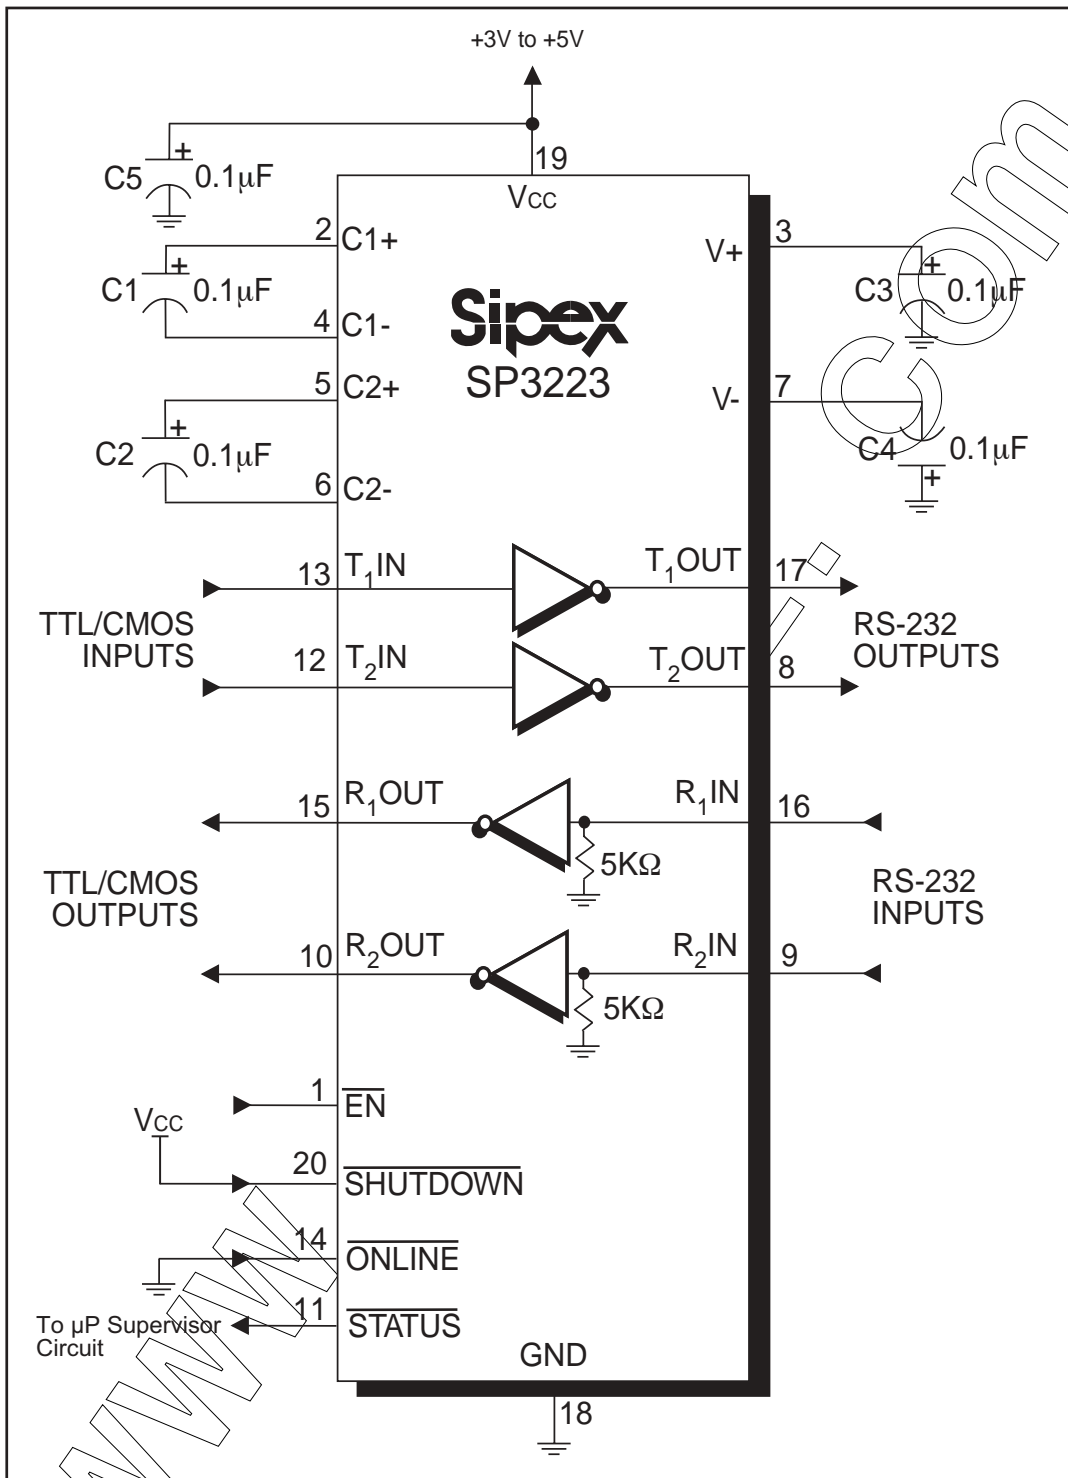 +3V to +5V
19
VCC
C5
+
0.1µF
2
C1+
C1
+
0.1µF
4
C1-
5
C2+
C2
+
0.1µF
6
C2-
Sipex
SP3223
V+
3
C3
+
0.1µF
V-
7
C4
0.1µF
+
13
T1IN
T1OUT
17
TTL/CMOS
INPUTS
RS-232
OUTPUTS
12
T2IN
T2OUT
8
15
R1OUT
R1IN
16
5KΩ
TTL/CMOS
OUTPUTS
RS-232
INPUTS
10
R2OUT
R2IN
9
5KΩ
1
EN
VCC
20
SHUTDOWN
14
ONLINE
11
STATUS
To µP Supervisor
Circuit
GND
18
www
.com